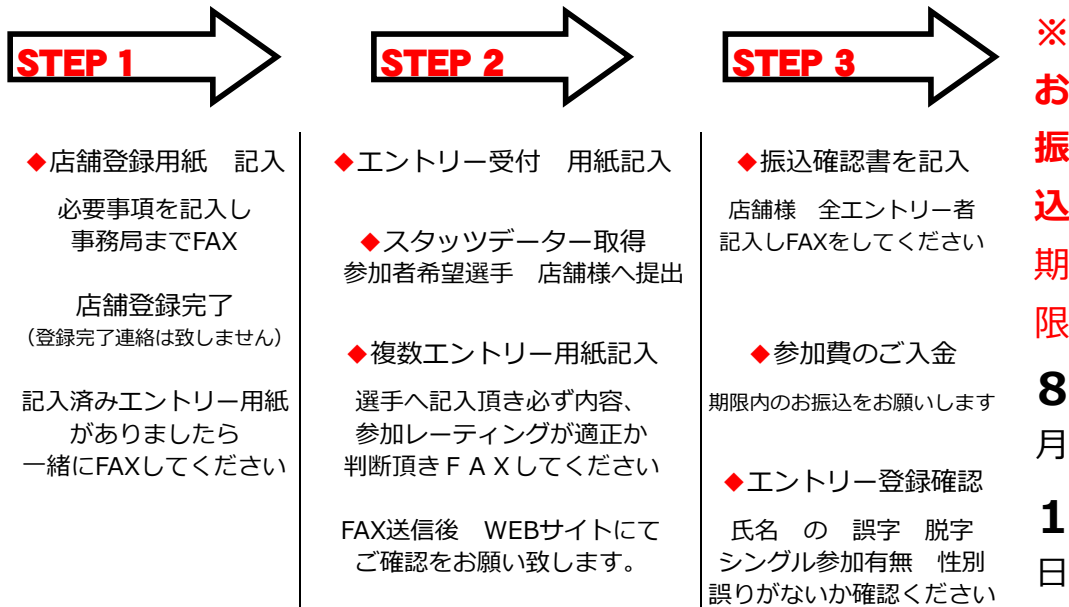 STEP 1
◆店舗登録用紙　記入
必要事項を記入し
事務局までFAX
店舗登録完了
（登録完了連絡は致しません）
記入済みエントリー用紙
がありましたら
一緒にFAXしてください
STEP 2
◆エントリー受付　用紙記入
◆スタッツデーター取得
参加者希望選手　店舗様へ提出
◆複数エントリー用紙記入
選手へ記入頂き必ず内容、
参加レーティングが適正か
判断頂きＦＡＸしてください
FAX送信後　WEBサイトにて
ご確認をお願い致します。
STEP 3
◆振込確認書を記入
店舗様　全エントリー者
記入しFAXをしてください
◆参加費のご入金
期限内のお振込をお願いします
◆エントリー登録確認
氏名　の　誤字　脱字
シングル参加有無　性別
誤りがないか確認ください
※お振込期限8月1日